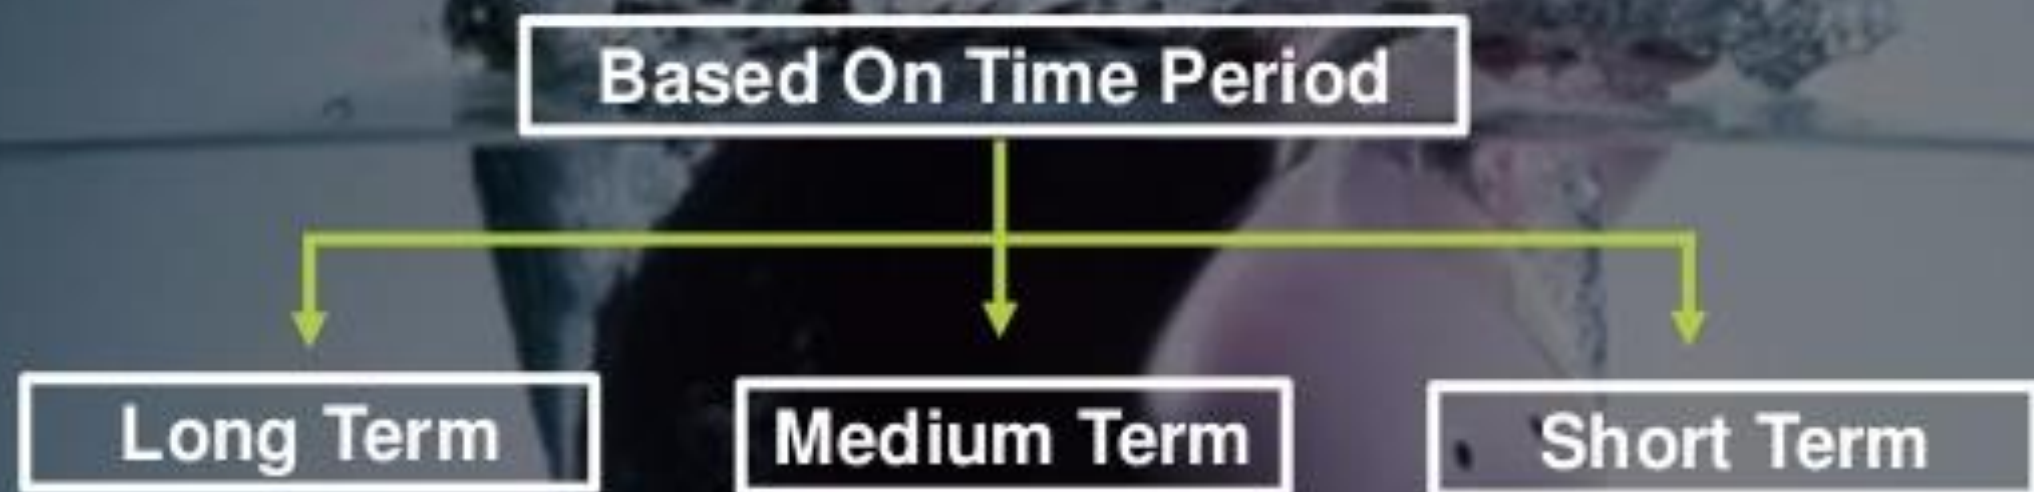 Based On Time Period
Long Term
Medium Term
Short Term